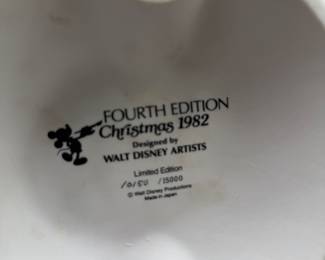 FOURTH EDITION
Christmas 1982
Designed by
WALT DISNEY ARTISTS
Limited Edition
/15000
© Walt Disney Productions
Made in Japan